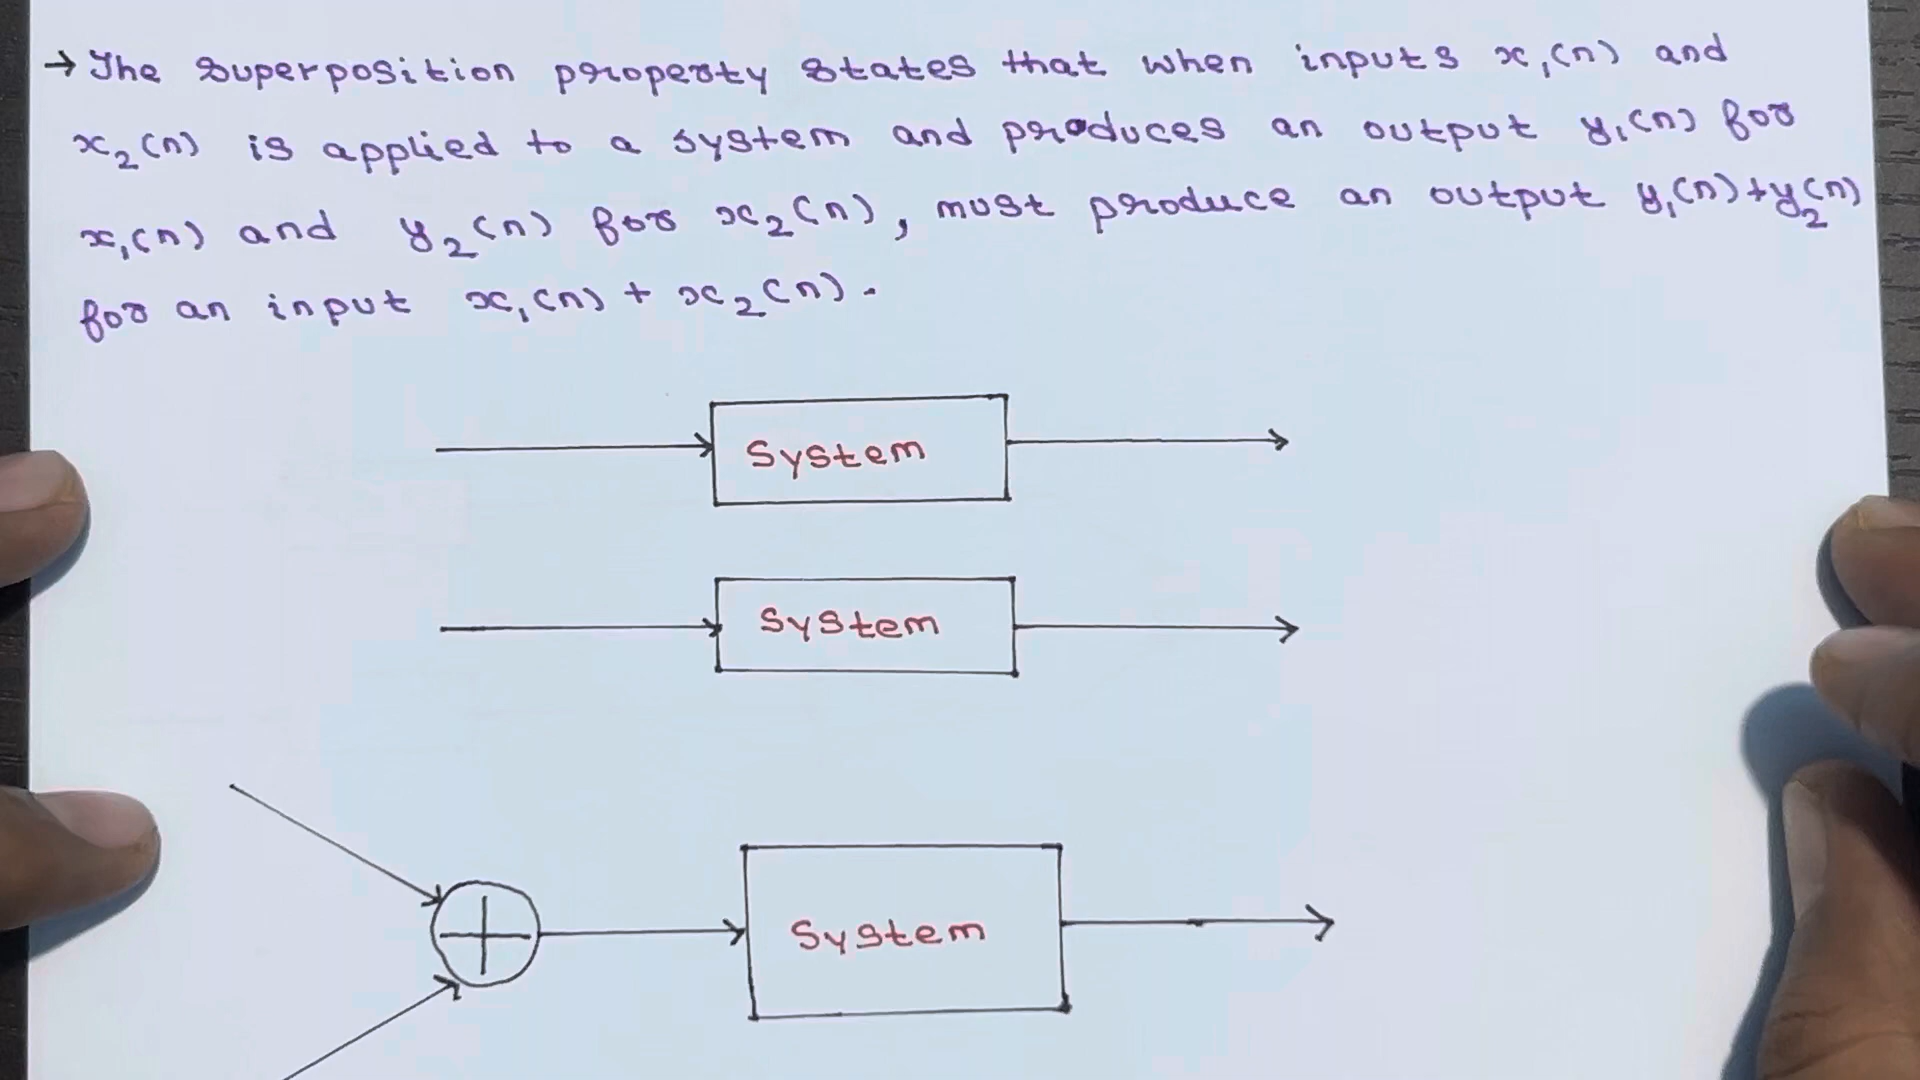 → The superposition property states that when inputs x₁(n) and
x₂(n) is applied to a system and produces an output y₁(n) for
x₁(n) and y₂(n) for x₂(n), must produce an output y₁(n)+y₂(n)
for an input x₁(n) + x₂(n).
System
System
System